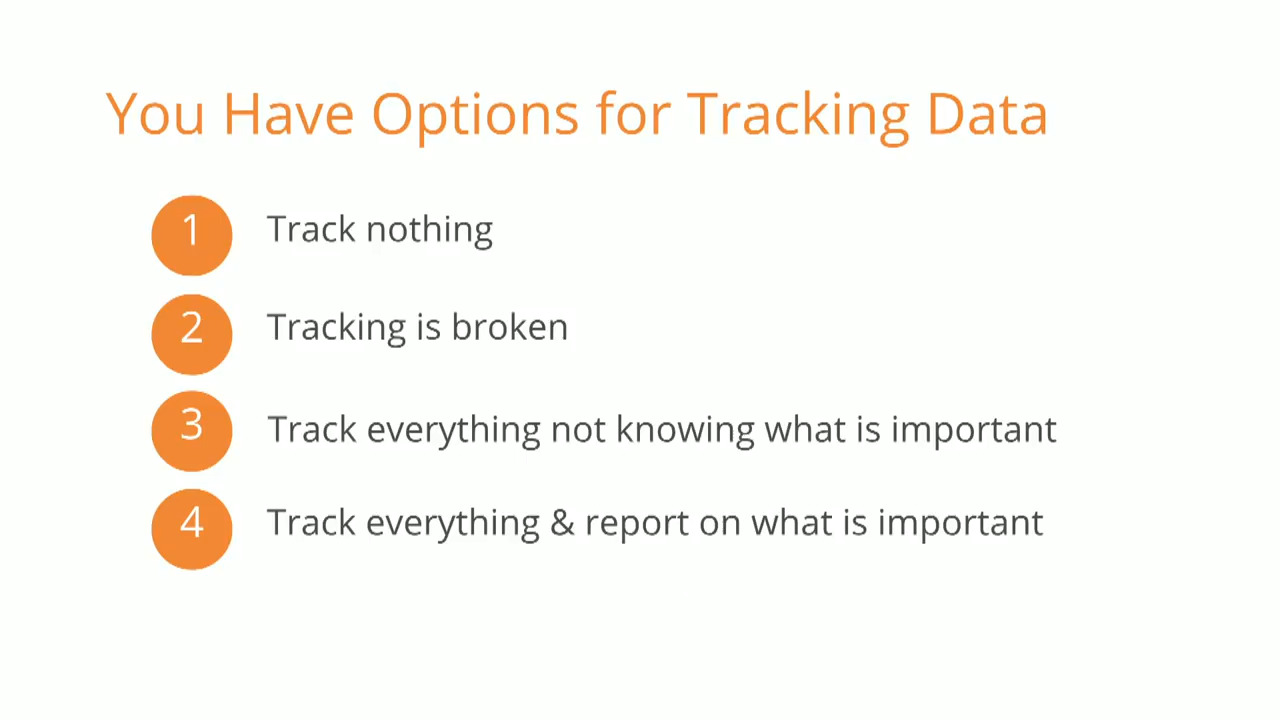 You Have Options for Tracking Data
1 Track nothing
2 Tracking is broken
3 Track everything not knowing what is important
4 Track everything & report on what is important